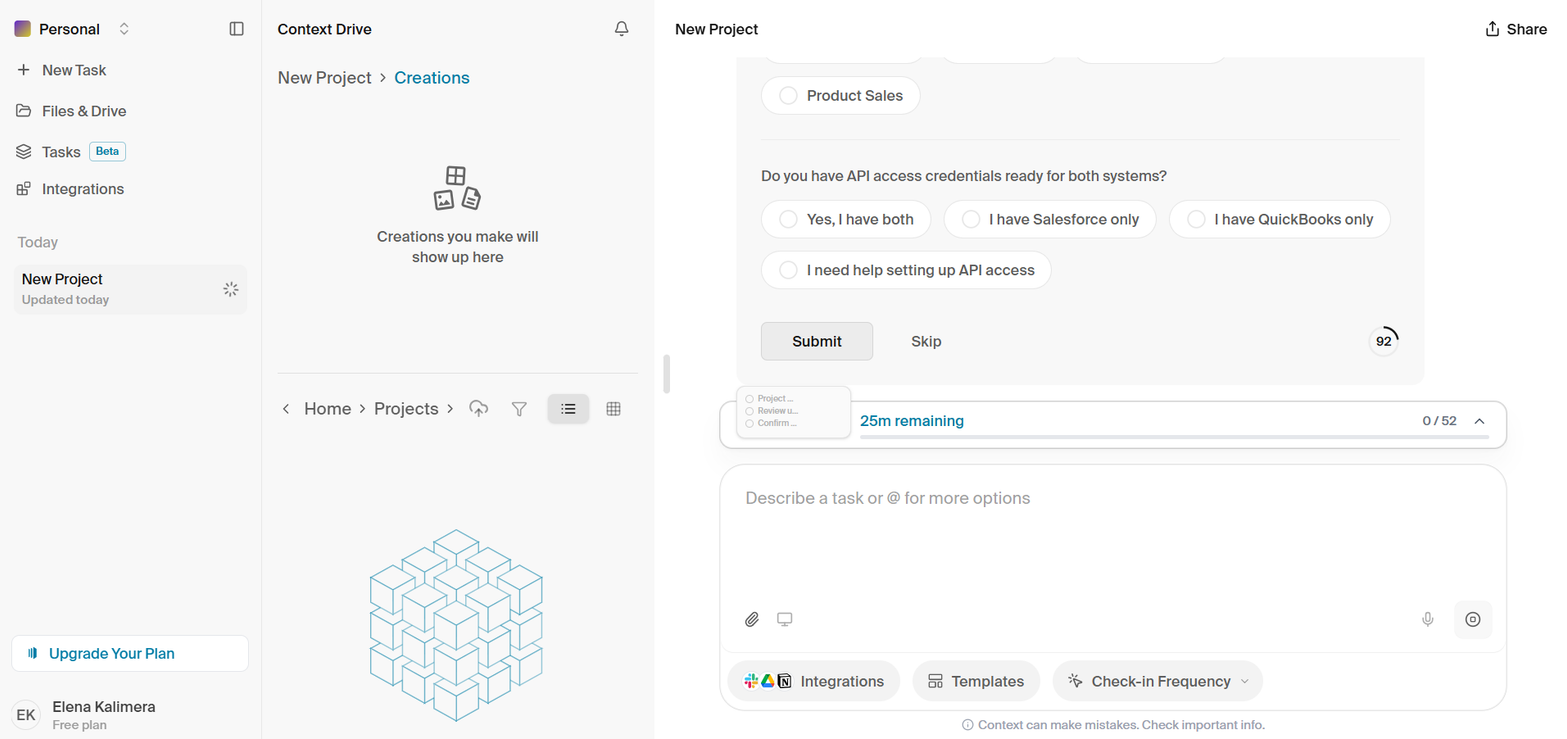 Personal
New Task
Files & Drive
Tasks Beta
Integrations
Today
New Project
Updated today
Upgrade Your Plan
EK
Elena Kalimera
Free plan
Context Drive
New Project > Creations
Creations you make will
show up here
Home > Projects >
New Project
Share
Product Sales
Do you have API access credentials ready for both systems?
Yes, I have both
I have Salesforce only
I have QuickBooks only
I need help setting up API access
Submit
Skip
92
Project ...
Review u...
Confirm ...
25m remaining
0 / 52
Describe a task or @ for more options
Integrations
Templates
Check-in Frequency
Context can make mistakes. Check important info.